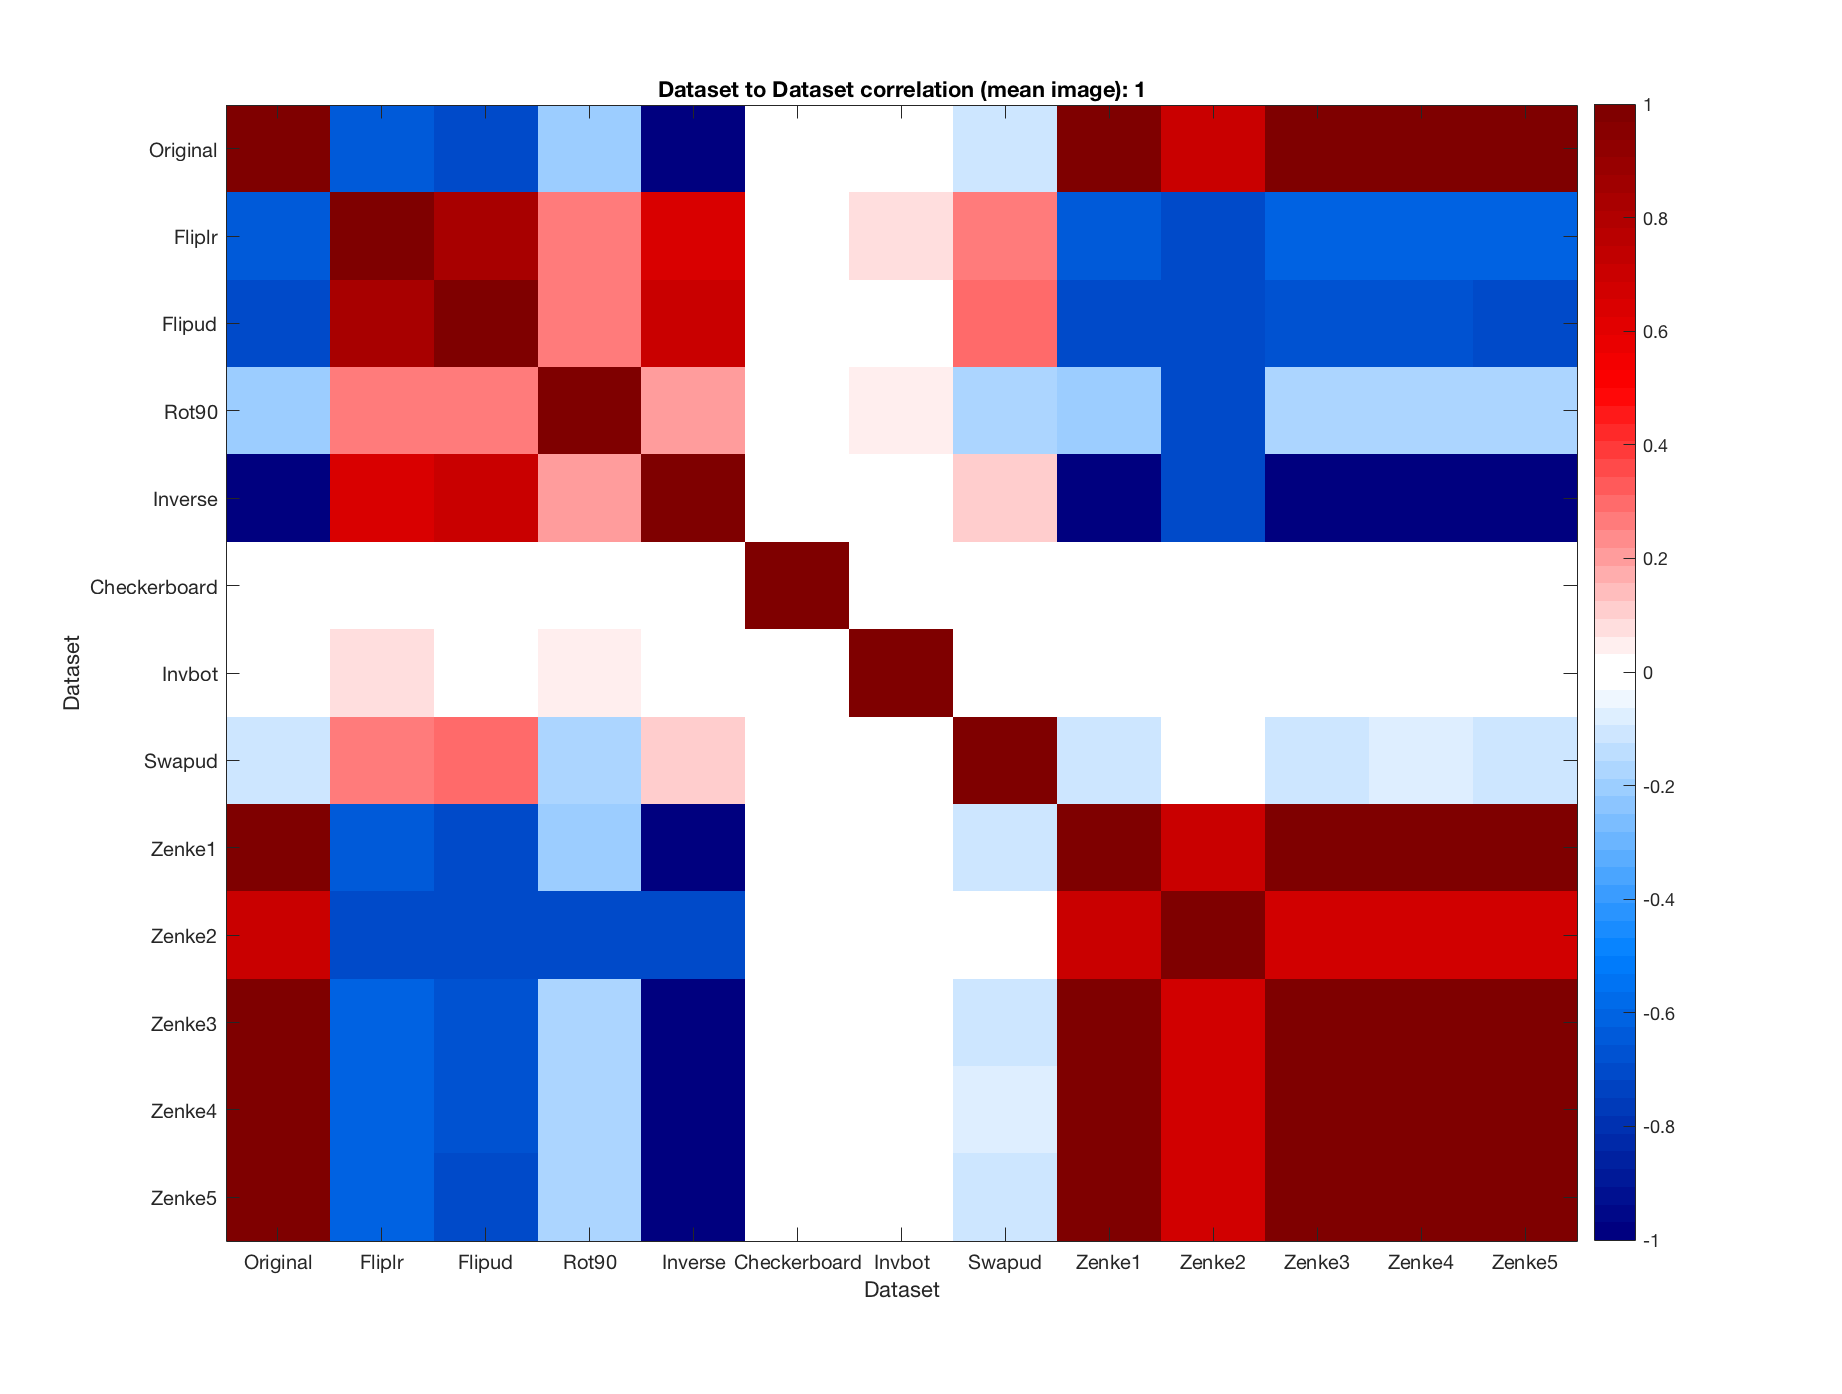 Dataset to Dataset correlation (mean image): 1
Original
Fliplr
Flipud
Rot90
Inverse
Checkerboard
Invbot
Swapud
Zenke1
Zenke2
Zenke3
Zenke4
Zenke5
Dataset
Original Fliplr Flipud Rot90 Inverse Checkerboard Invbot Swapud Zenke1 Zenke2 Zenke3 Zenke4 Zenke5
Dataset
1
0.8
0.6
0.4
0.2
0
-0.2
-0.4
-0.6
-0.8
-1